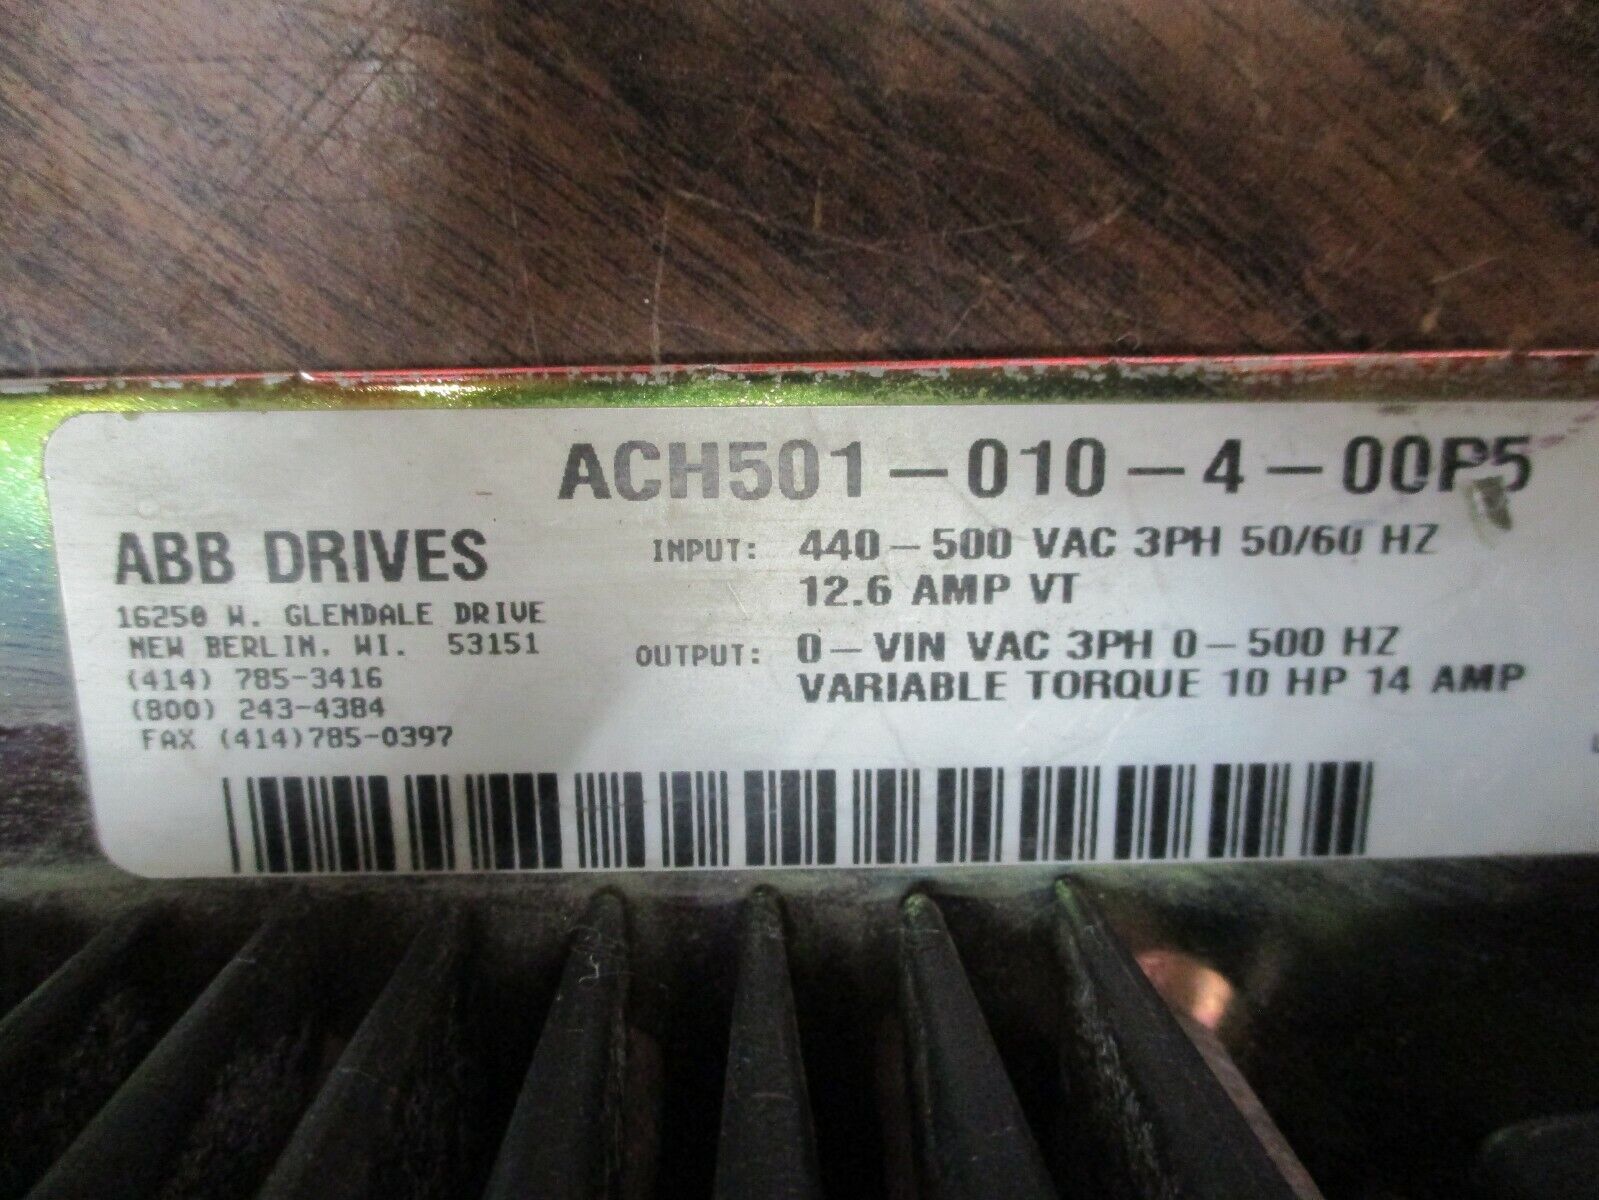 ACH501-010-4-00P5
ABB DRIVES
16250 W. GLENDALE DRIVE
NEW BERLIN, WI. 53151
(414) 785-3416
(800) 243-4384
FAX (414)785-0397
INPUT: 440-500 VAC 3PH 50/60 HZ
12.6 AMP VT
OUTPUT: 0-VIN VAC 3PH 0-500 HZ
VARIABLE TORQUE 10 HP 14 AMP